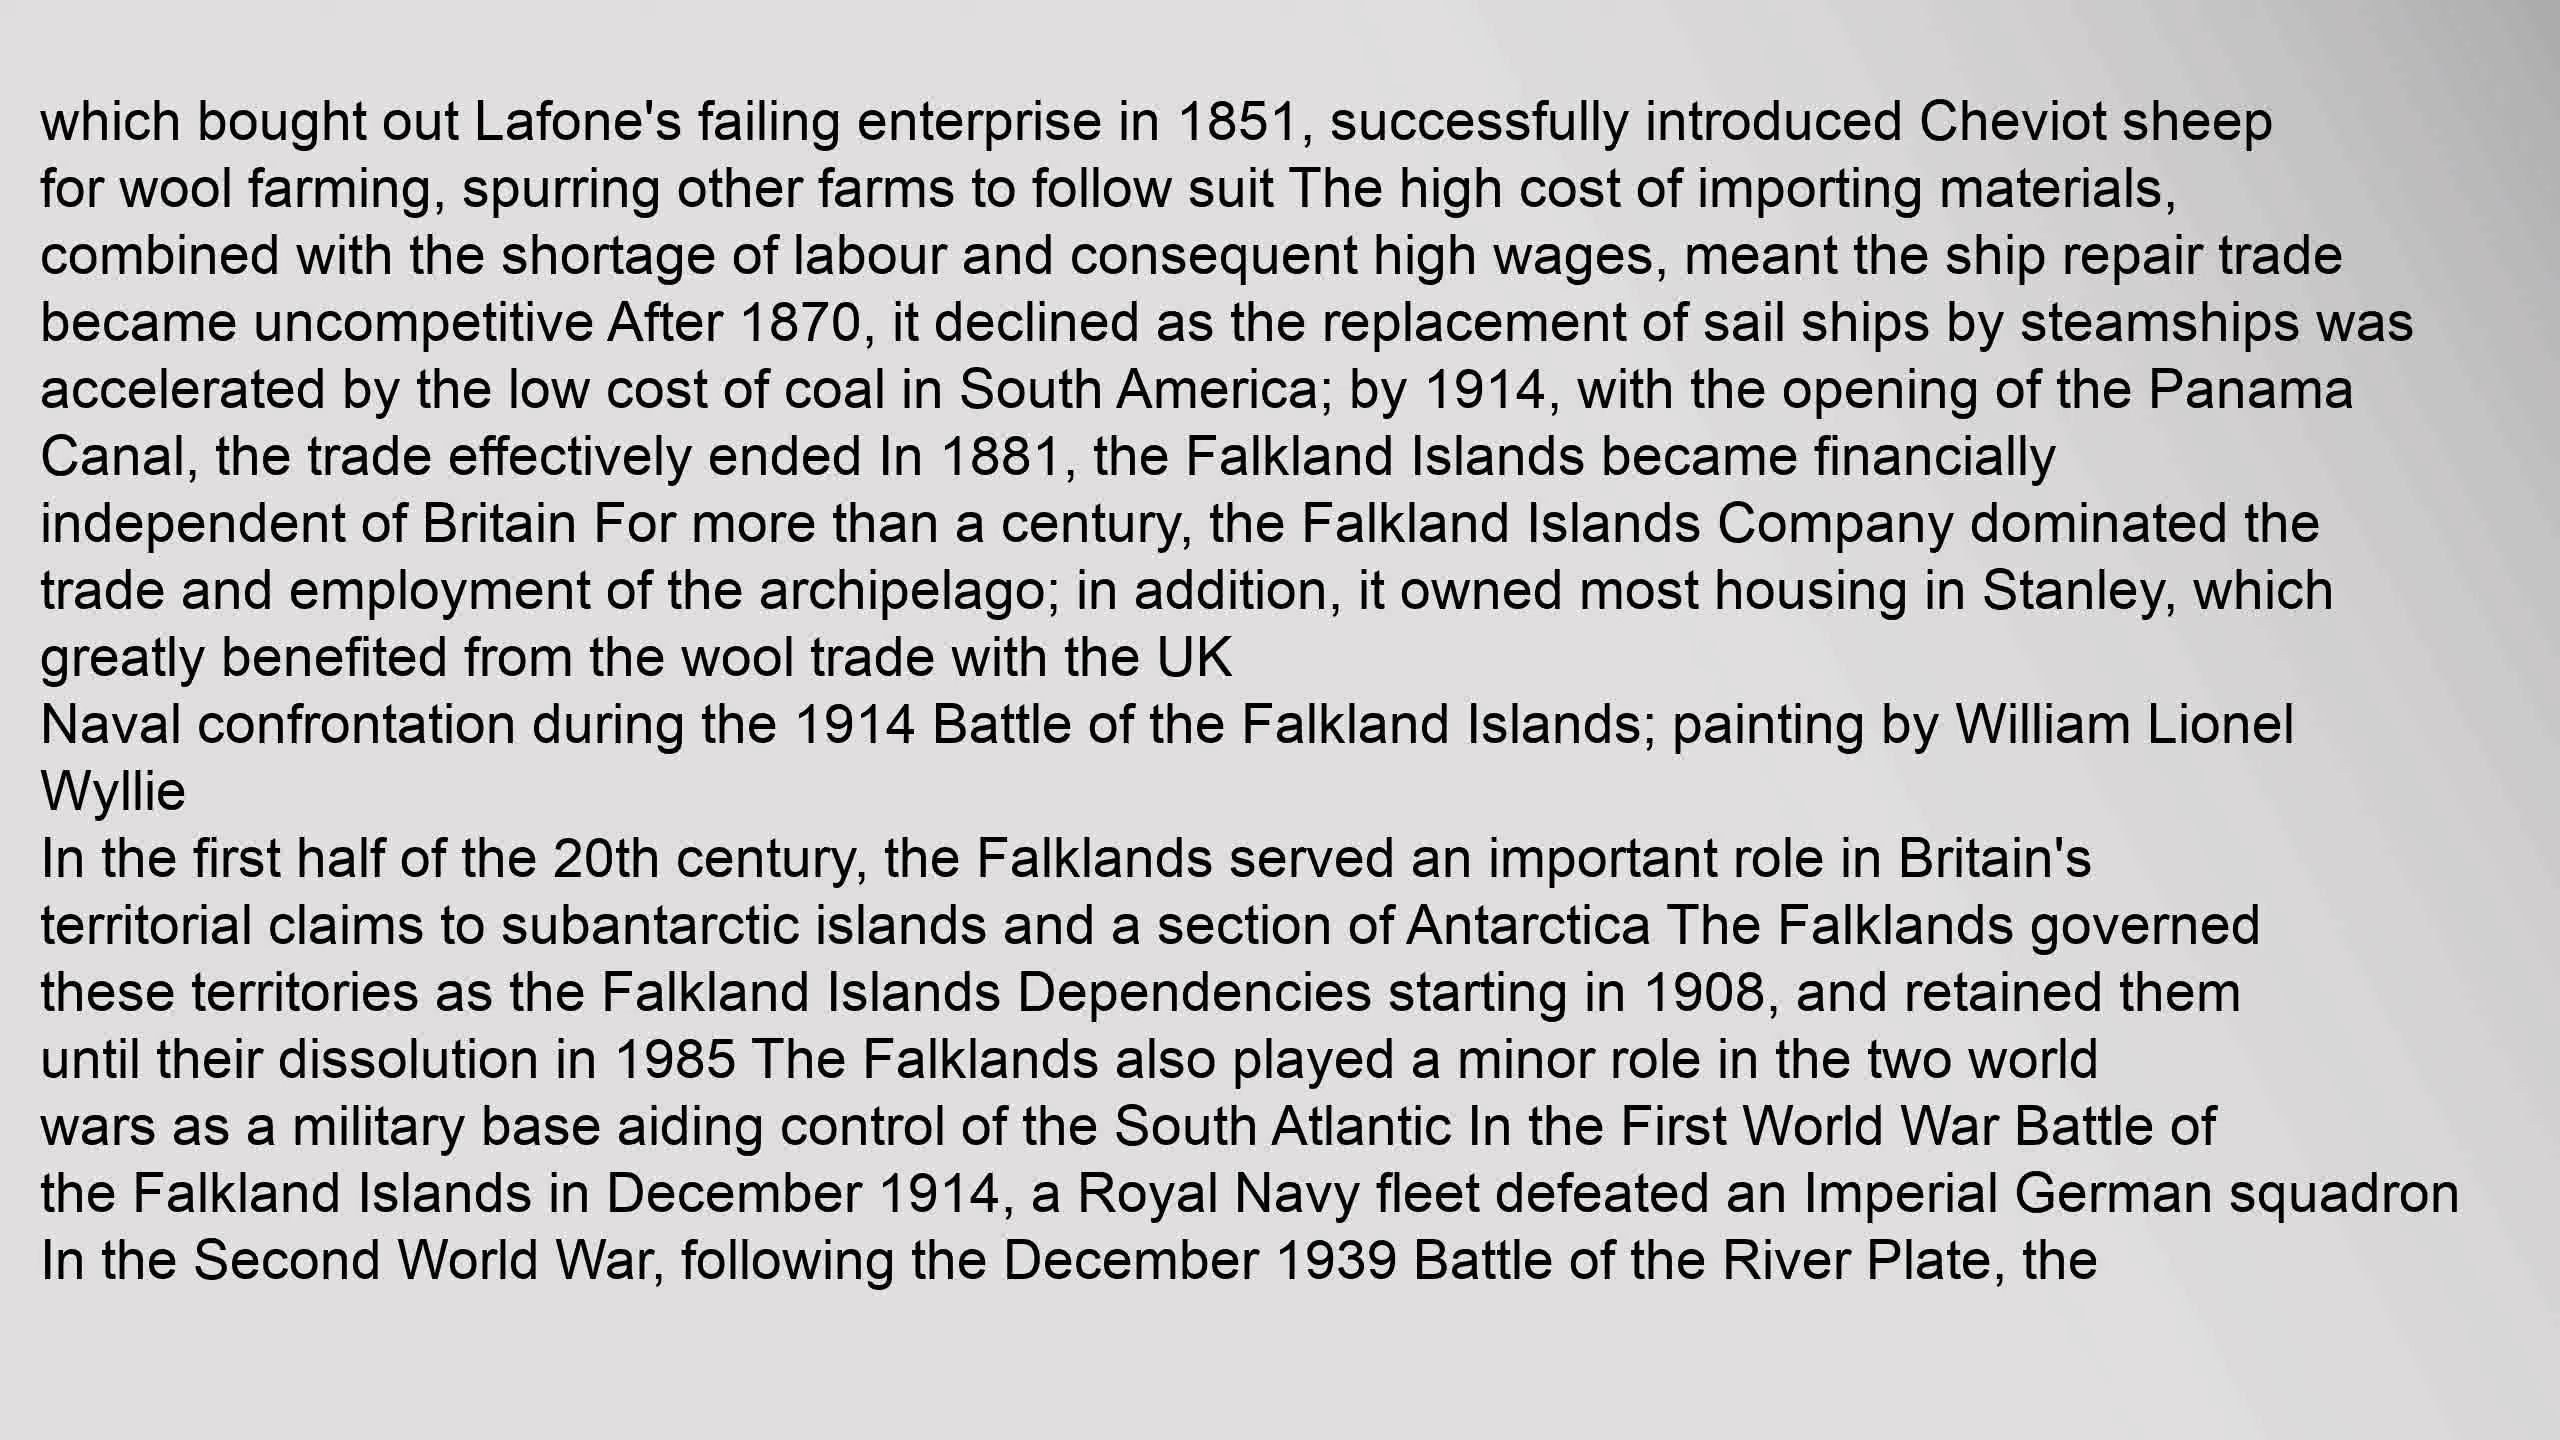 which bought out Lafone's failing enterprise in 1851, successfully introduced Cheviot sheep
for wool farming, spurring other farms to follow suit The high cost of importing materials,
combined with the shortage of labour and consequent high wages, meant the ship repair trade
became uncompetitive After 1870, it declined as the replacement of sail ships by steamships was
accelerated by the low cost of coal in South America; by 1914, with the opening of the Panama
Canal, the trade effectively ended In 1881, the Falkland Islands became financially
independent of Britain For more than a century, the Falkland Islands Company dominated the
trade and employment of the archipelago; in addition, it owned most housing in Stanley, which
greatly benefited from the wool trade with the UK
Naval confrontation during the 1914 Battle of the Falkland Islands; painting by William Lionel
Wyllie
In the first half of the 20th century, the Falklands served an important role in Britain's
territorial claims to subantarctic islands and a section of Antarctica The Falklands governed
these territories as the Falkland Islands Dependencies starting in 1908, and retained them
until their dissolution in 1985 The Falklands also played a minor role in the two world
wars as a military base aiding control of the South Atlantic In the First World War Battle of
the Falkland Islands in December 1914, a Royal Navy fleet defeated an Imperial German squadron
In the Second World War, following the December 1939 Battle of the River Plate, the